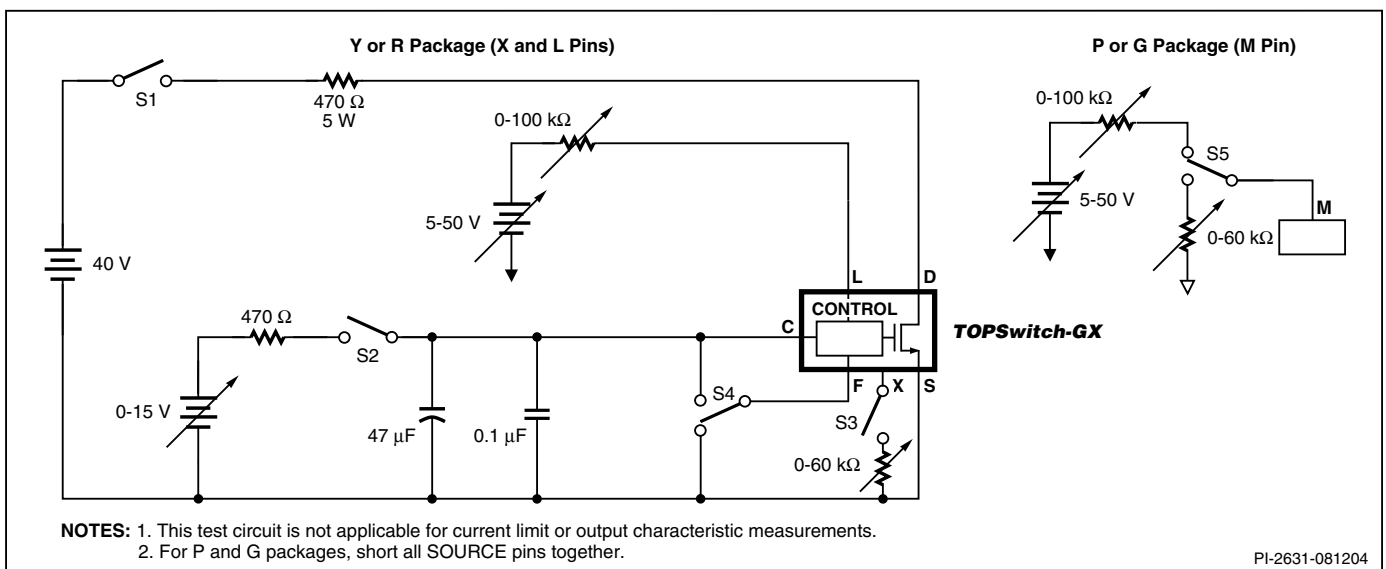 Y or R Package (X and L Pins)
P or G Package (M Pin)
S1
470 Ω
5 W
0-100 kΩ
5-50 V
40 V
470 Ω
S2
0-15 V
47 μF
0.1 μF
S4
L
D
CONTROL
C
TOPSwitch-GX
F
X
S
S3
0-60 kΩ
0-100 kΩ
S5
5-50 V
M
0-60 kΩ
NOTES: 1. This test circuit is not applicable for current limit or output characteristic measurements.
2. For P and G packages, short all SOURCE pins together.
PI-2631-081204